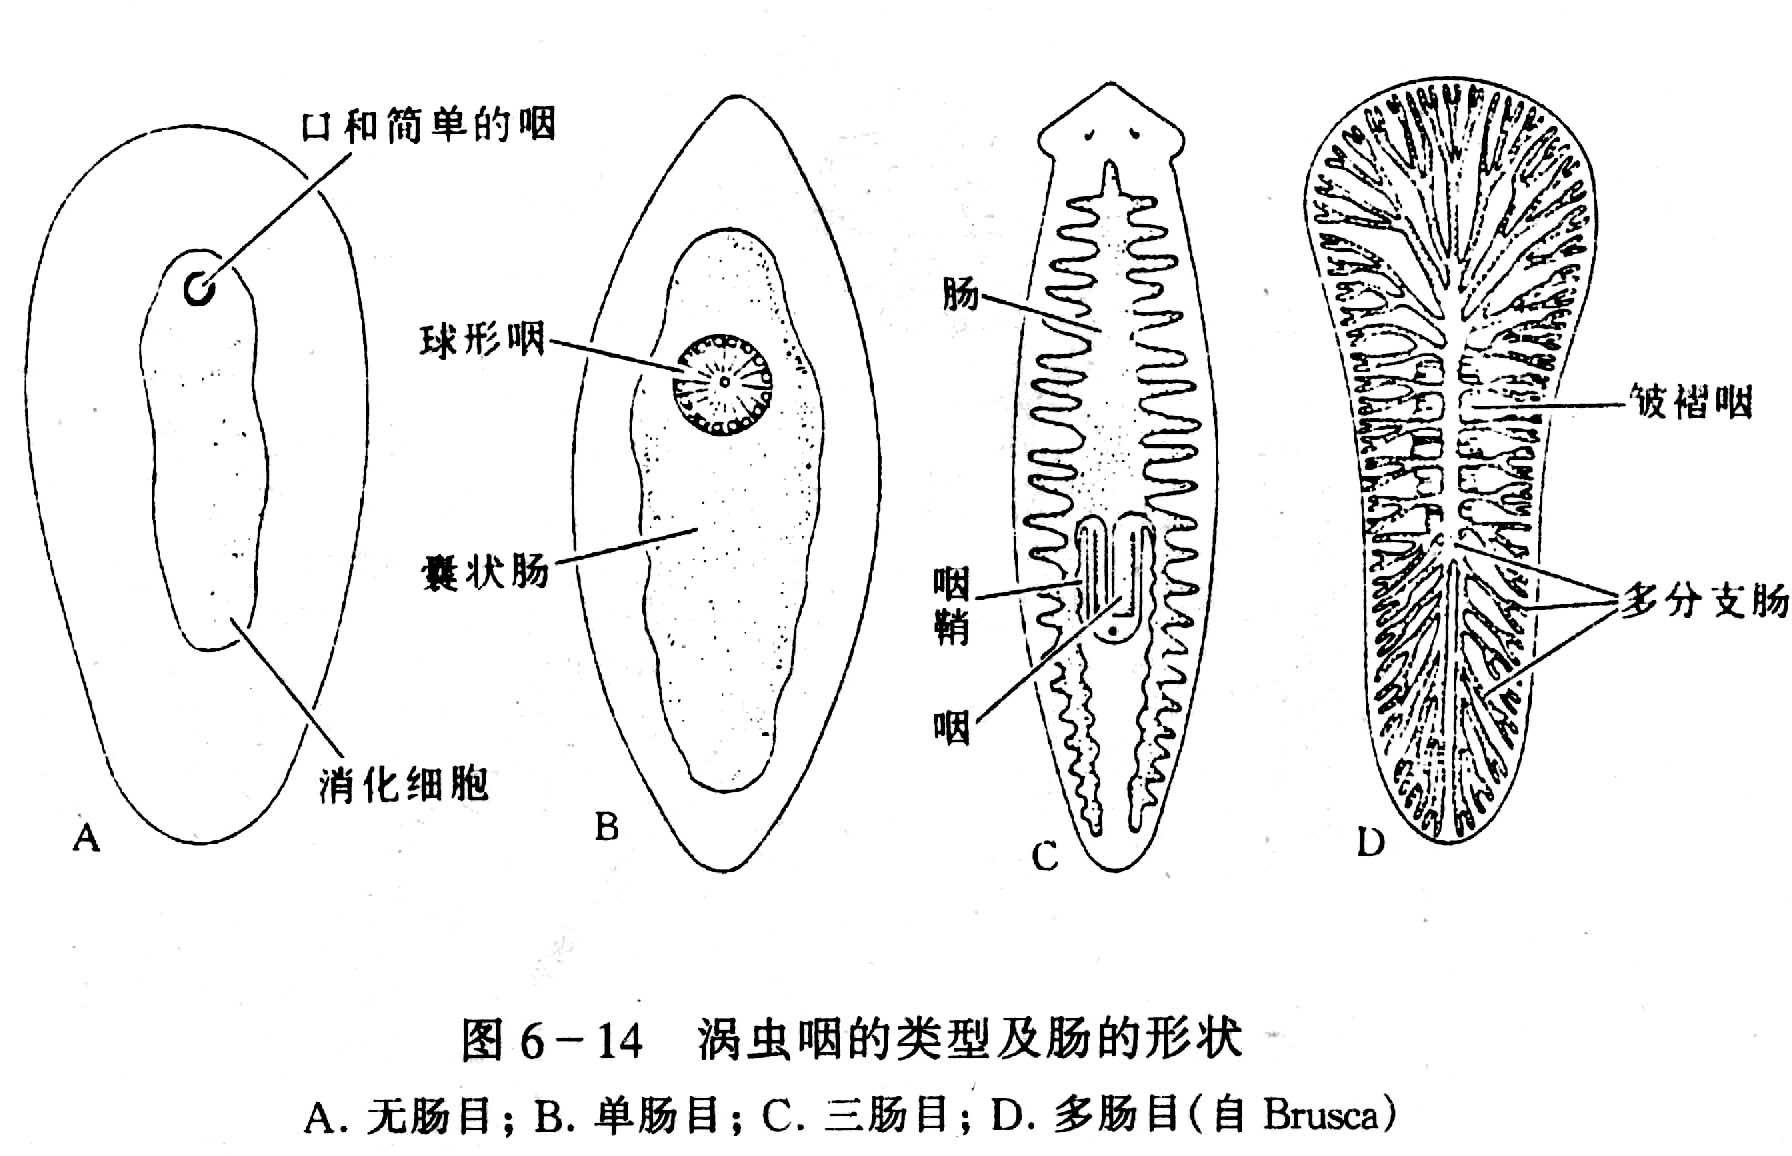 口和简单的咽
球形咽
囊状肠
消化细胞
A
B
肠
咽
鞘
咽
C
皱褶咽
多分支肠
D
图 6-14 涡虫咽的类型及肠的形状
A. 无肠目; B. 单肠目; C. 三肠目; D. 多肠目(自 Brusca)